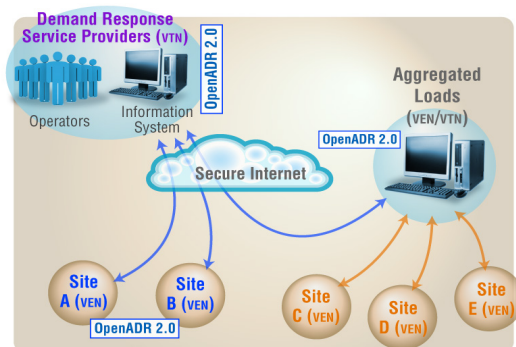 Demand Response
Service Providers (VTN)
OpenADR 2.0
Operators
Information
System
Aggregated
Loads
(VEN/VTN)
OpenADR 2.0
Secure Internet
Site
A (VEN)
Site
B (VEN)
OpenADR 2.0
Site
C (VEN)
Site
D (VEN)
Site
E (VEN)